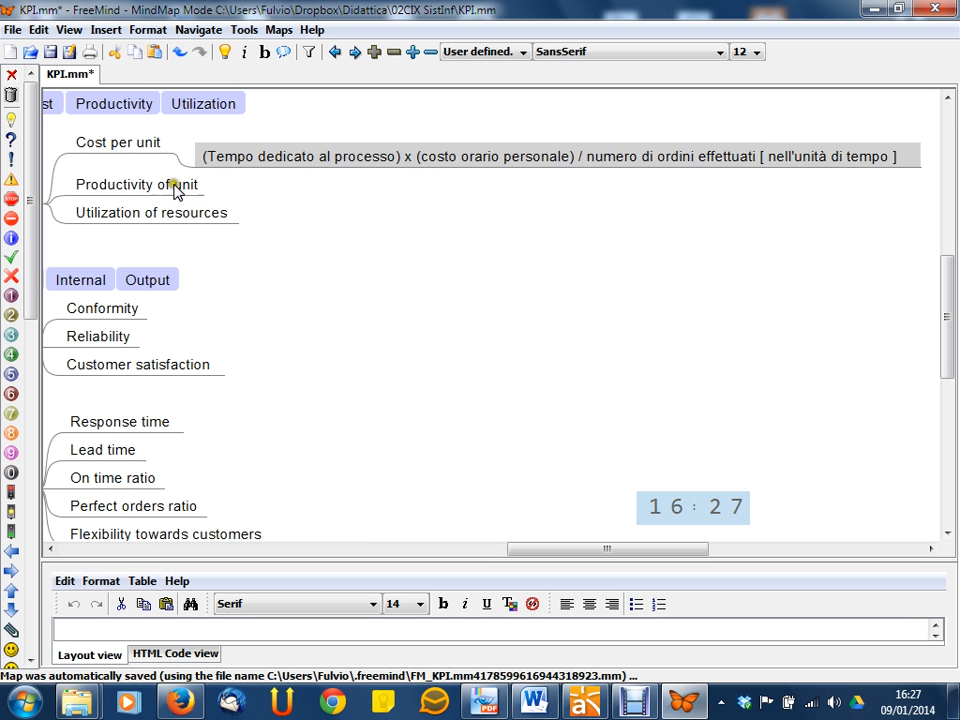 KPI.mm* - FreeMind - MindMap Mode C:\Users\Fulvio\Dropbox\Didattica\02CIX SistInf\KPI.mm
File Edit View Insert Format Navigate Tools Maps Help
User defined. SansSerif 12
KPI.mm*
st Productivity Utilization
Cost per unit
(Tempo dedicato al processo) x (costo orario personale) / numero di ordini effettuati [ nell'unità di tempo ]
Productivity of unit
Utilization of resources
Internal Output
Conformity
Reliability
Customer satisfaction
Response time
Lead time
On time ratio
Perfect orders ratio
16:27
Flexibility towards customers
Edit Format Table Help
Serif 14
Layout view HTML Code view
Map was automatically saved (using the file name C:\Users\Fulvio\.freemind\FM_KPI.mm4178599616944318923.mm) ...
16:27
09/01/2014